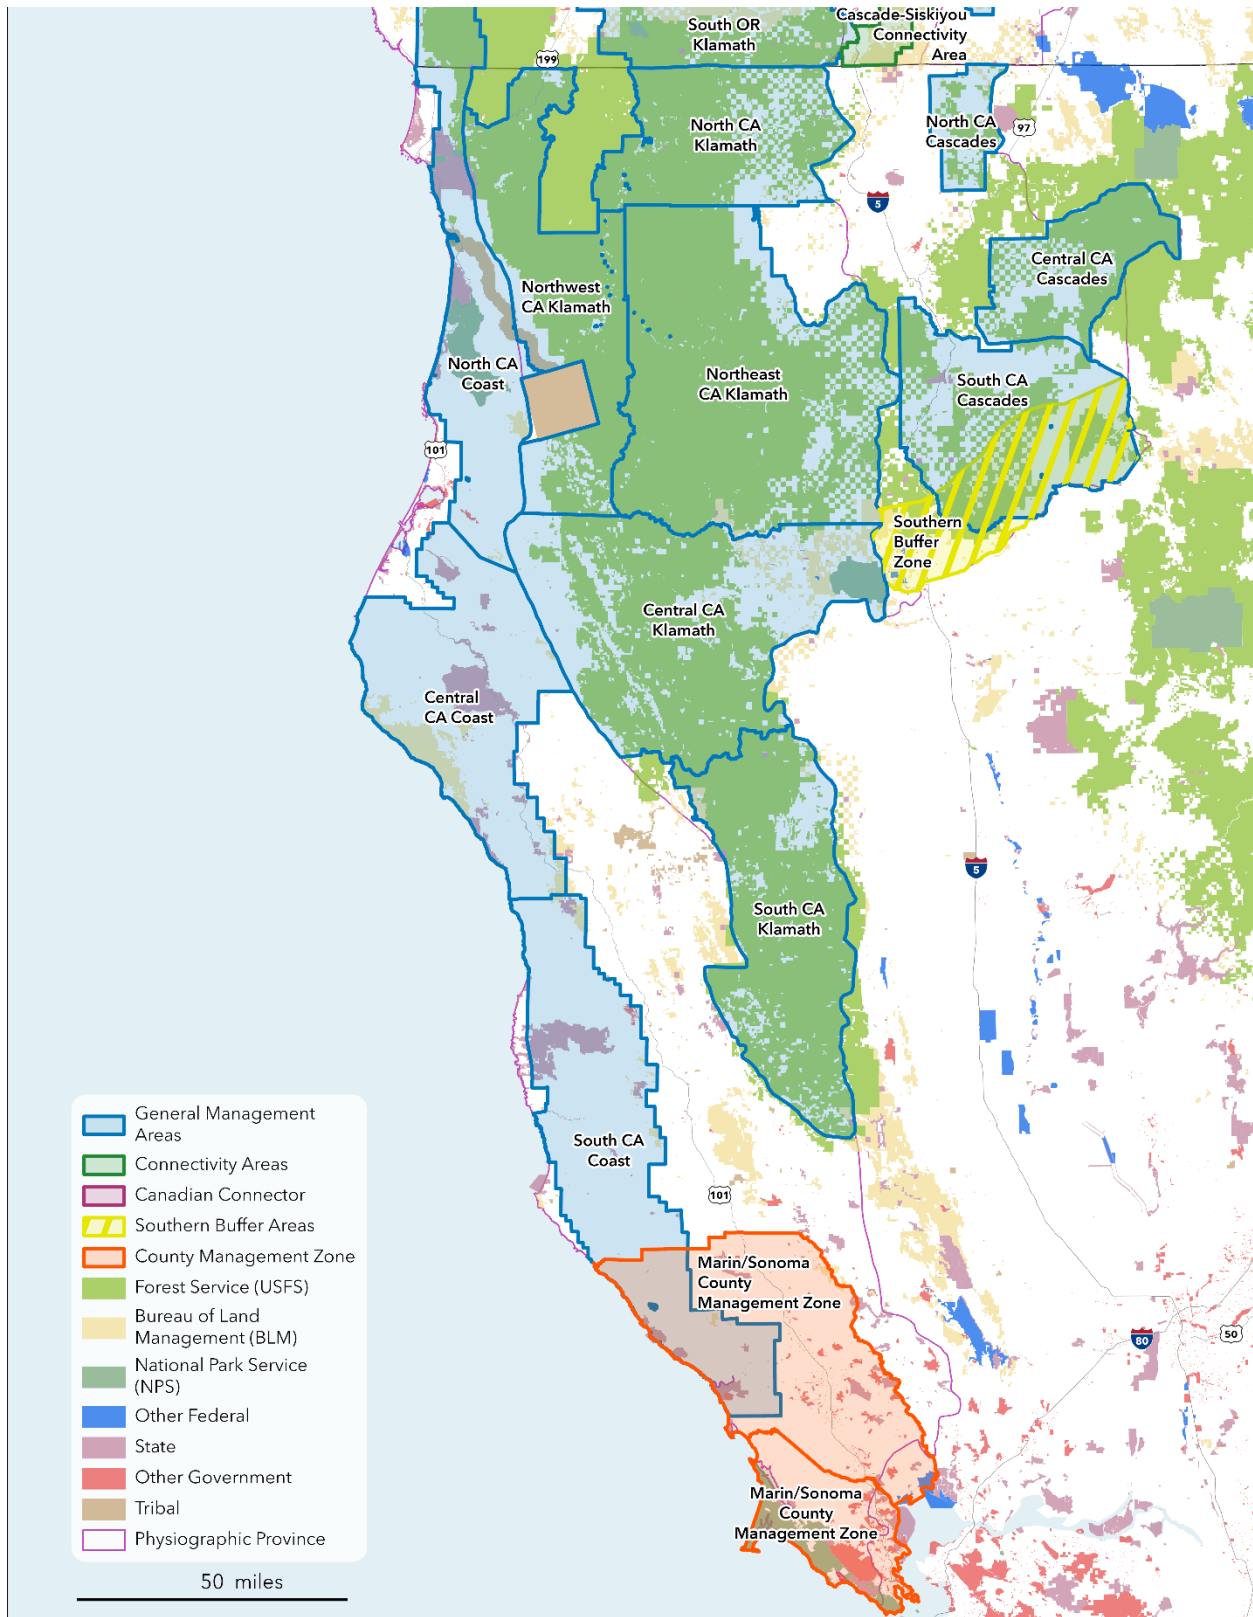 South OR
Klamath
Cascade-Siskiyou
Connectivity
Area
199
North CA
Klamath
North CA
Cascades
97
5
Central CA
Cascades
Northwest
CA Klamath
North CA
Coast
Northeast
CA Klamath
South CA
Cascades
101
Southern
Buffer
Zone
Central CA
Klamath
Central
CA Coast
5
South CA
Klamath
General Management
Areas
Connectivity Areas
Canadian Connector
Southern Buffer Areas
County Management Zone
Forest Service (USFS)
Bureau of Land
Management (BLM)
National Park Service
(NPS)
Other Federal
State
Other Government
Tribal
Physiographic Province
50 miles
South CA
Coast
101
Marin/Sonoma
County
Management Zone
80
50
Marin/Sonoma
County
Management Zone